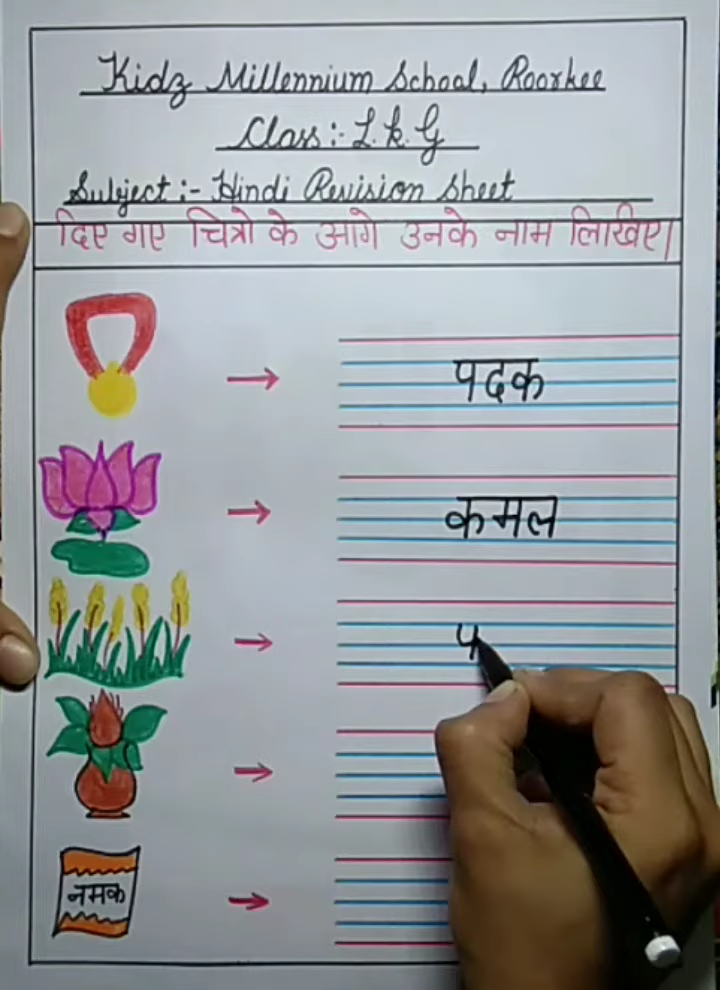 Kidz Millennium School, Roorkee
Class:- L.k.G
Subject:- Hindi Revision Sheet
दिए गए चित्रो के आगे उनके नाम लिखिए।
पदक
कमल
नमक